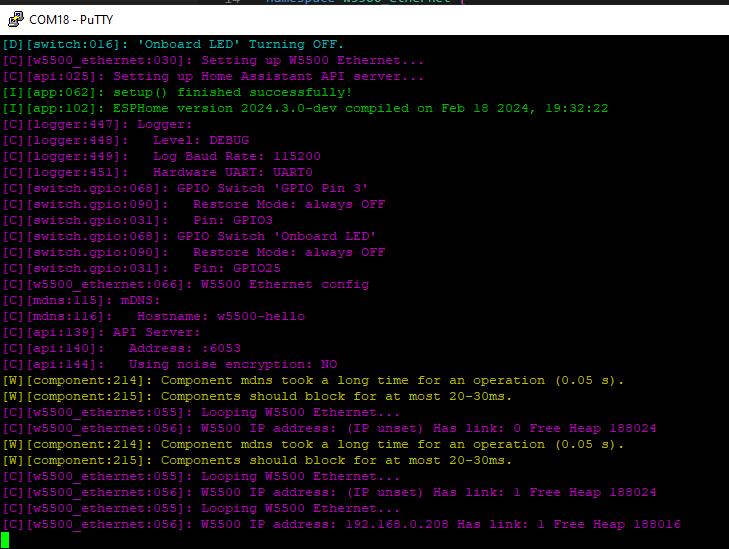 14 namespace w5500_ethernet {
COM18 - PuTTY
[D][switch:016]: 'Onboard LED' Turning OFF.
[C][w5500_ethernet:030]: Setting up W5500 Ethernet...
[C][api:025]: Setting up Home Assistant API server...
[I][app:062]: setup() finished successfully!
[I][app:102]: ESPHome version 2024.3.0-dev compiled on Feb 18 2024, 19:32:22
[C][logger:447]: Logger:
[C][logger:448]:   Level: DEBUG
[C][logger:449]:   Log Baud Rate: 115200
[C][logger:451]:   Hardware UART: UART0
[C][switch.gpio:068]: GPIO Switch 'GPIO Pin 3'
[C][switch.gpio:090]:   Restore Mode: always OFF
[C][switch.gpio:031]:   Pin: GPIO3
[C][switch.gpio:068]: GPIO Switch 'Onboard LED'
[C][switch.gpio:090]:   Restore Mode: always OFF
[C][switch.gpio:031]:   Pin: GPIO25
[C][w5500_ethernet:066]: W5500 Ethernet config
[C][mdns:115]: mDNS:
[C][mdns:116]:   Hostname: w5500-hello
[C][api:139]: API Server:
[C][api:140]:   Address: :6053
[C][api:144]:   Using noise encryption: NO
[W][component:214]: Component mdns took a long time for an operation (0.05 s).
[W][component:215]: Components should block for at most 20-30ms.
[C][w5500_ethernet:055]: Looping W5500 Ethernet...
[C][w5500_ethernet:056]: W5500 IP address: (IP unset) Has link: 0 Free Heap 188024
[W][component:214]: Component mdns took a long time for an operation (0.05 s).
[W][component:215]: Components should block for at most 20-30ms.
[C][w5500_ethernet:055]: Looping W5500 Ethernet...
[C][w5500_ethernet:056]: W5500 IP address: (IP unset) Has link: 1 Free Heap 188024
[C][w5500_ethernet:055]: Looping W5500 Ethernet...
[C][w5500_ethernet:056]: W5500 IP address: 192.168.0.208 Has link: 1 Free Heap 188016